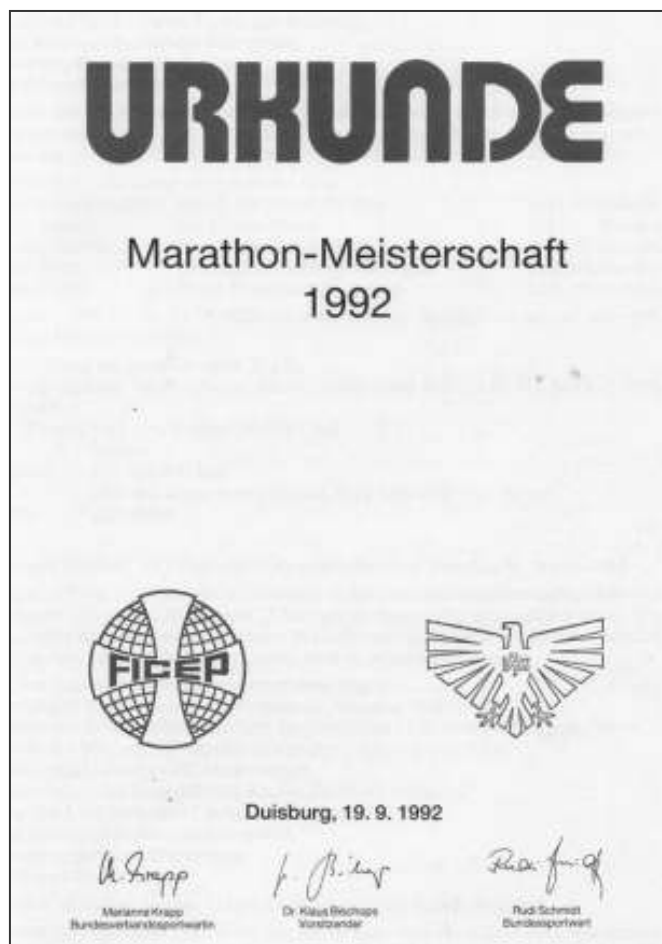 URKUNDE
Marathon-Meisterschaft
1992
FICEP
Duisburg, 19. 9. 1992
M. Krapp
Marianne Krapp
Bundesverbandssportwartin
Dr. Klaus Bischops
Vorsitzender
Rudi Schmidt
Bundessportwart